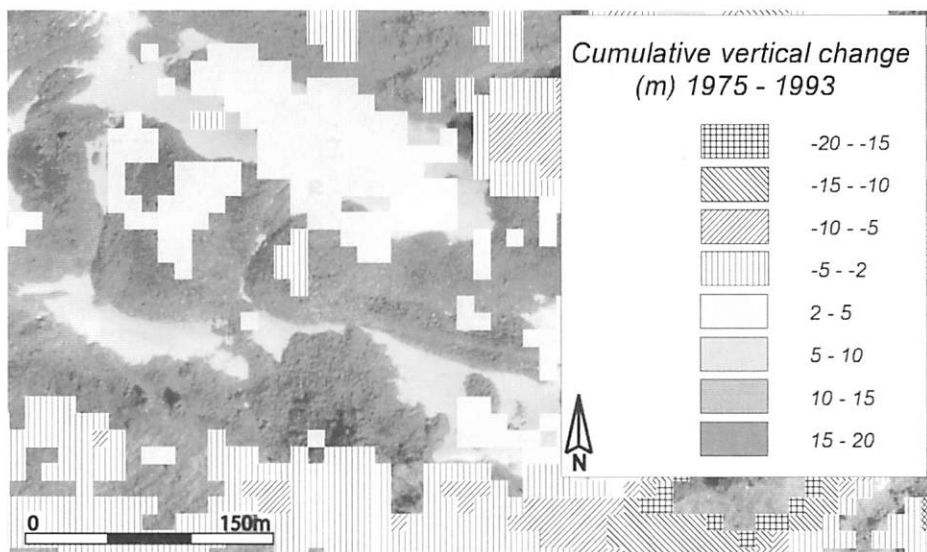 Cumulative vertical change
(m) 1975 - 1993
-20 - -15
-15 - -10
-10 - -5
-5 - -2
2 - 5
5 - 10
10 - 15
15 - 20
N
0 150m